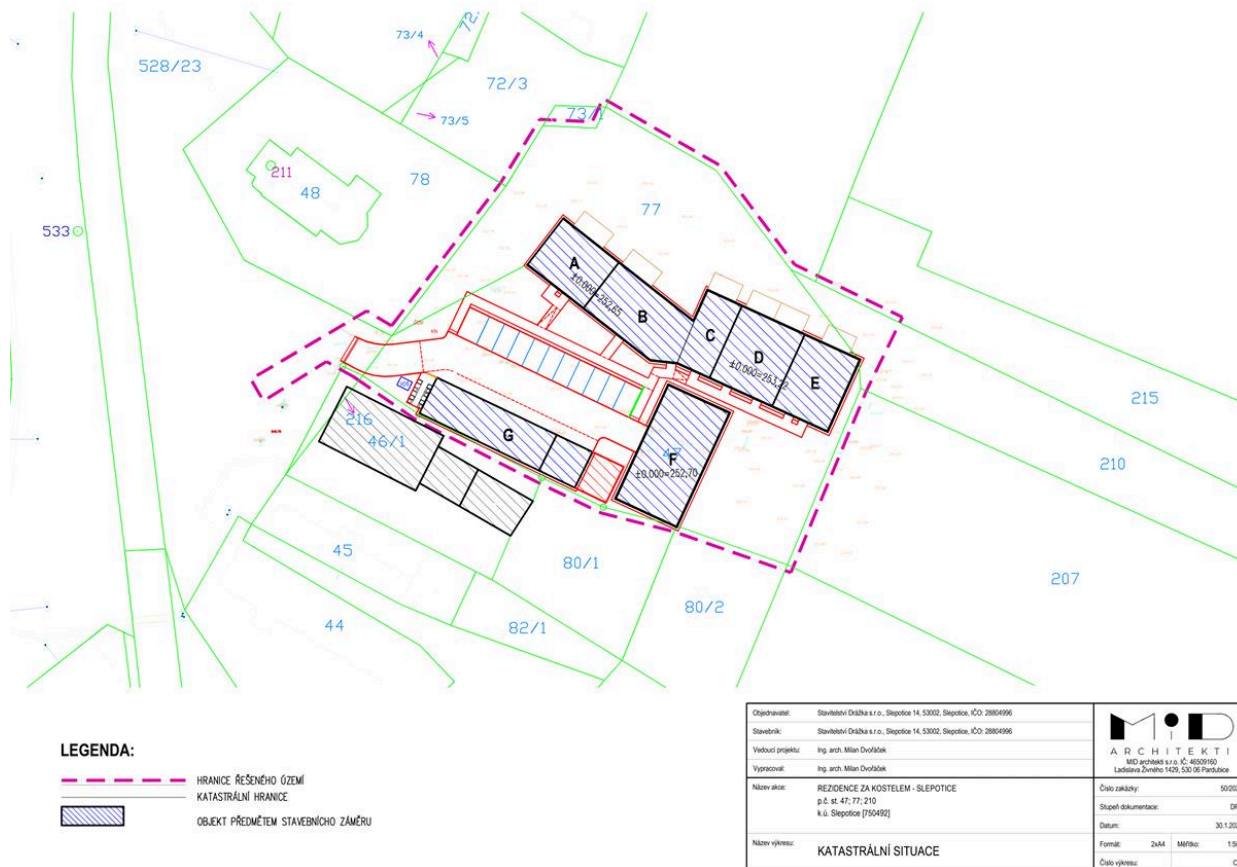 72/3
73/4
73/5
73/1
528/23
78
211
48
533
77
A
±0.000=252,65
B
C
D
±0.000=253,22
E
216
46/1
G
47
F
±0.000=252,70
215
210
207
45
80/1
80/2
44
82/1
LEGENDA:
HRANICE ŘEŠENÉHO ÚZEMÍ
KATASTRÁLNÍ HRANICE
OBJEKT PŘEDMĚTEM STAVEBNÍHO ZÁMĚRU
Objednavatel: Stavitelství Drážka s.r.o., Slepotice 14, 53002, Slepotice, IČO: 28804996
Stavebník: Stavitelství Drážka s.r.o., Slepotice 14, 53002, Slepotice, IČO: 28804996
Vedoucí projektu: Ing. arch. Milan Dvořáček
Vypracoval: Ing. arch. Milan Dvořáček
Název akce: REZIDENCE ZA KOSTELEM - SLEPOTICE
p.č. st. 47; 77; 210
k.ú. Slepotice [750492]
Název výkresu: KATASTRÁLNÍ SITUACE
MiD
ARCHITEKTI
MID architekti s.r.o. IČ: 46509160
Ladislava Živného 1429, 530 06 Pardubice
Číslo zakázky:
Stupeň dokumentace:
Datum:
Formát: 2xA4 Měřítko:
Číslo výkresu: